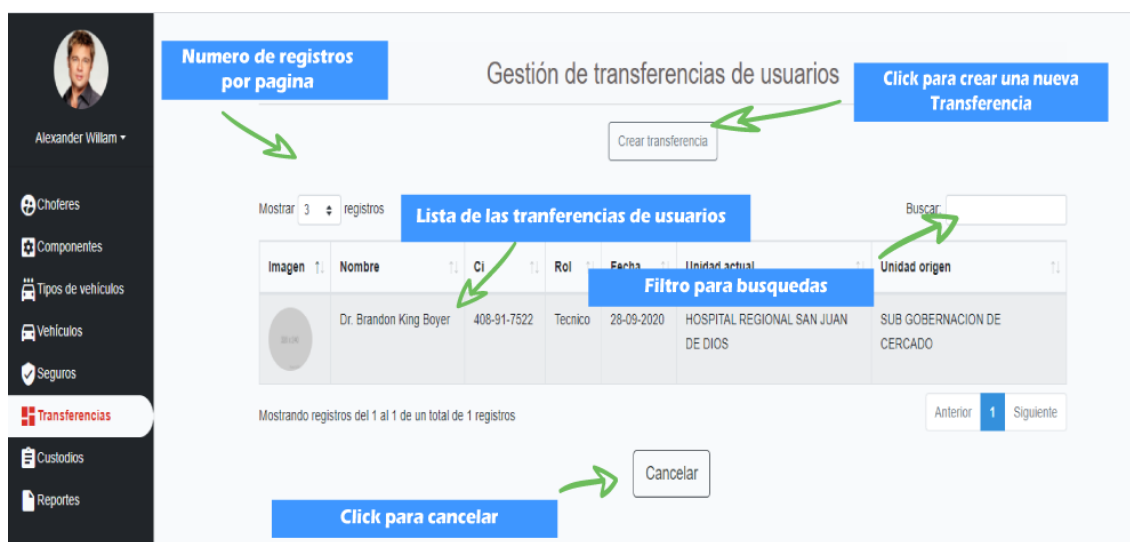 Alexander Willam
Choferes
Componentes
Tipos de vehículos
Vehículos
Seguros
Transferencias
Custodios
Reportes
Numero de registros
por pagina
Gestión de transferencias de usuarios
Click para crear una nueva
Transferencia
Crear transferencia
Mostrar 3 registros
Lista de las tranferencias de usuarios
Buscar:
Imagen Nombre Ci Rol Fecha Unidad actual Unidad origen
Filtro para busquedas
Dr. Brandon King Boyer 408-91-7522 Tecnico 28-09-2020 HOSPITAL REGIONAL SAN JUAN SUB GOBERNACION DE
DE DIOS CERCADO
Mostrando registros del 1 al 1 de un total de 1 registros
Anterior 1 Siguiente
Cancelar
Click para cancelar